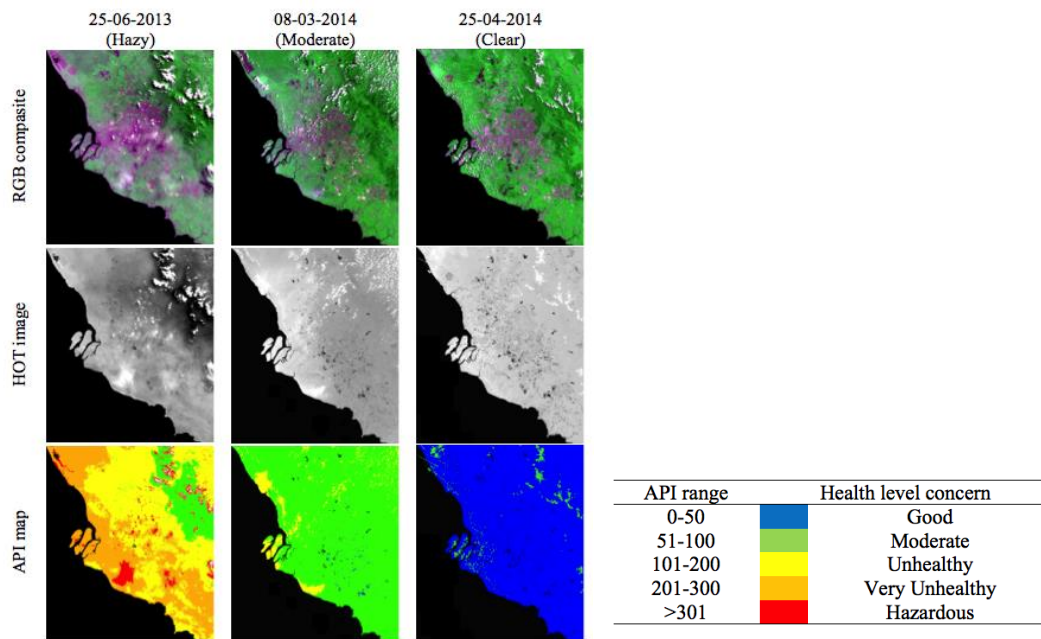 25-06-2013 08-03-2014 25-04-2014
(Hazy) (Moderate) (Clear)
RGB composite
HOT image
API map
API range Health level concern
0-50 Good
51-100 Moderate
101-200 Unhealthy
201-300 Very Unhealthy
>301 Hazardous